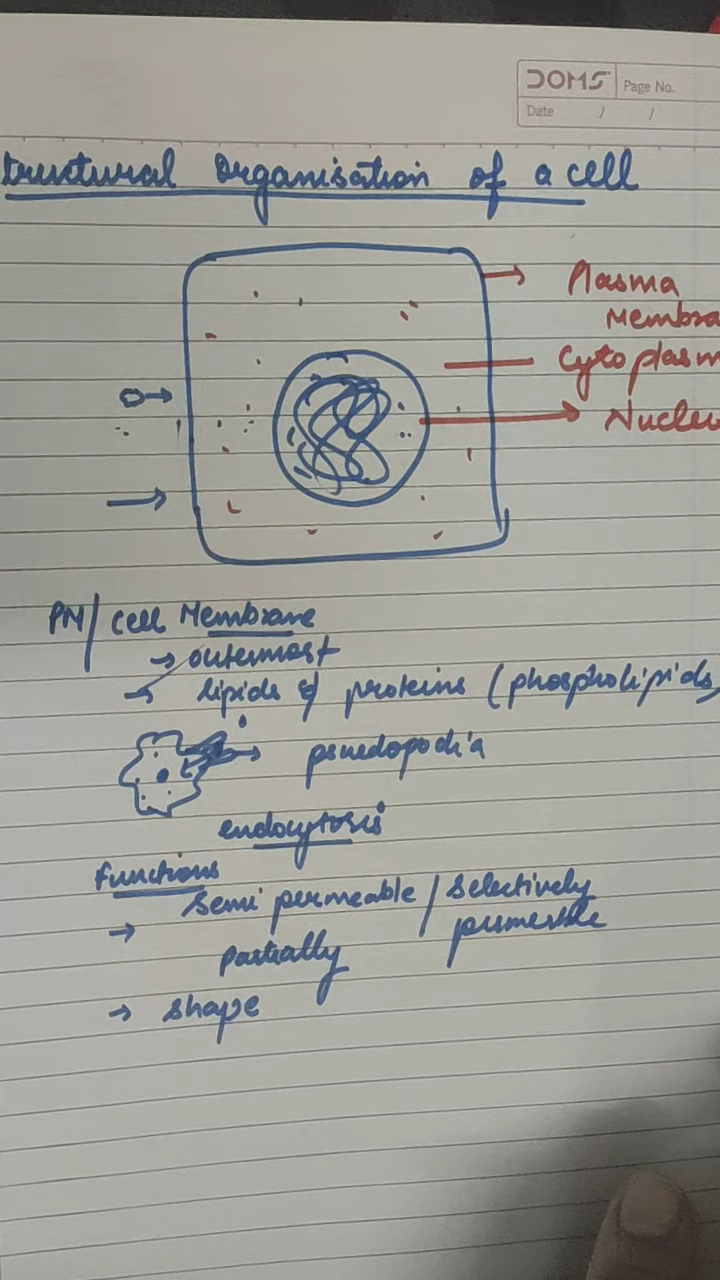 DOMS Page No.
Date / /
tructural organisation of a cell
Plasma
Membra
Cytoplasm
Nucleu
PM/ cell Membrane
→ outermost
→ lipids & proteins (phospholipids)
→ psuedopodia
endocytosis
functions
→ semi permeable / selectively
permeable
partially
→ shape